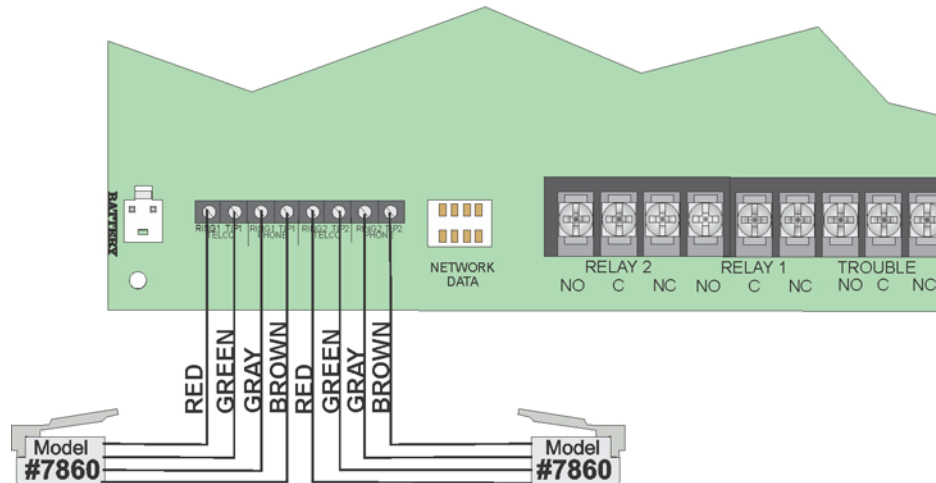 BATTERY
RING1 TIP1 RING1 TIP1 RING2 TIP2 RING2 TIP2
TELCO PHONE TELCO PHONE
NETWORK
DATA
RELAY 2 RELAY 1 TROUBLE
NO C NC NO C NC NO C NC
RED
GREEN
GRAY
BROWN
RED
GREEN
GRAY
BROWN
Model
#7860
Model
#7860